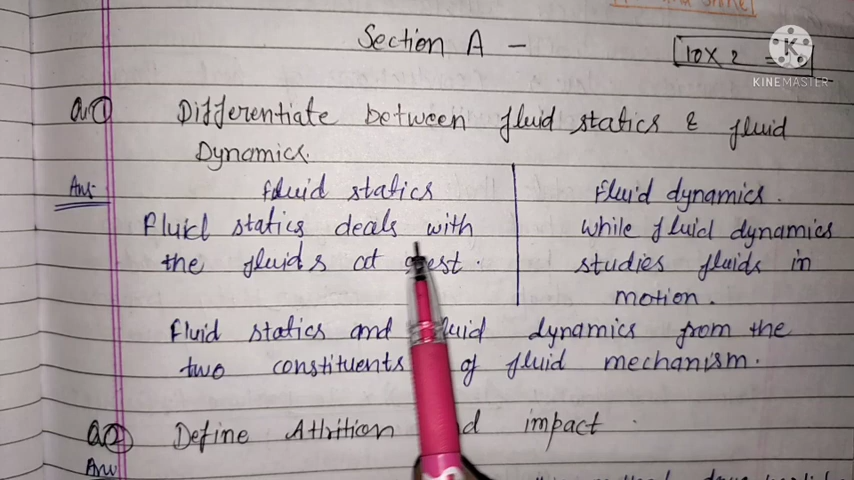 Section A -
10 x 2 =
KINEMASTER
Q① Differentiate between fluid statics & fluid
Dynamics.
Ans- fluid statics
Fluid dynamics.
Fluid statics deals with
the fluids at rest.
while fluid dynamics
studies fluids in
motion.
Fluid statics and fluid dynamics from the
two constituents of fluid mechanism.
Q② Define Attrition and impact.
Ans